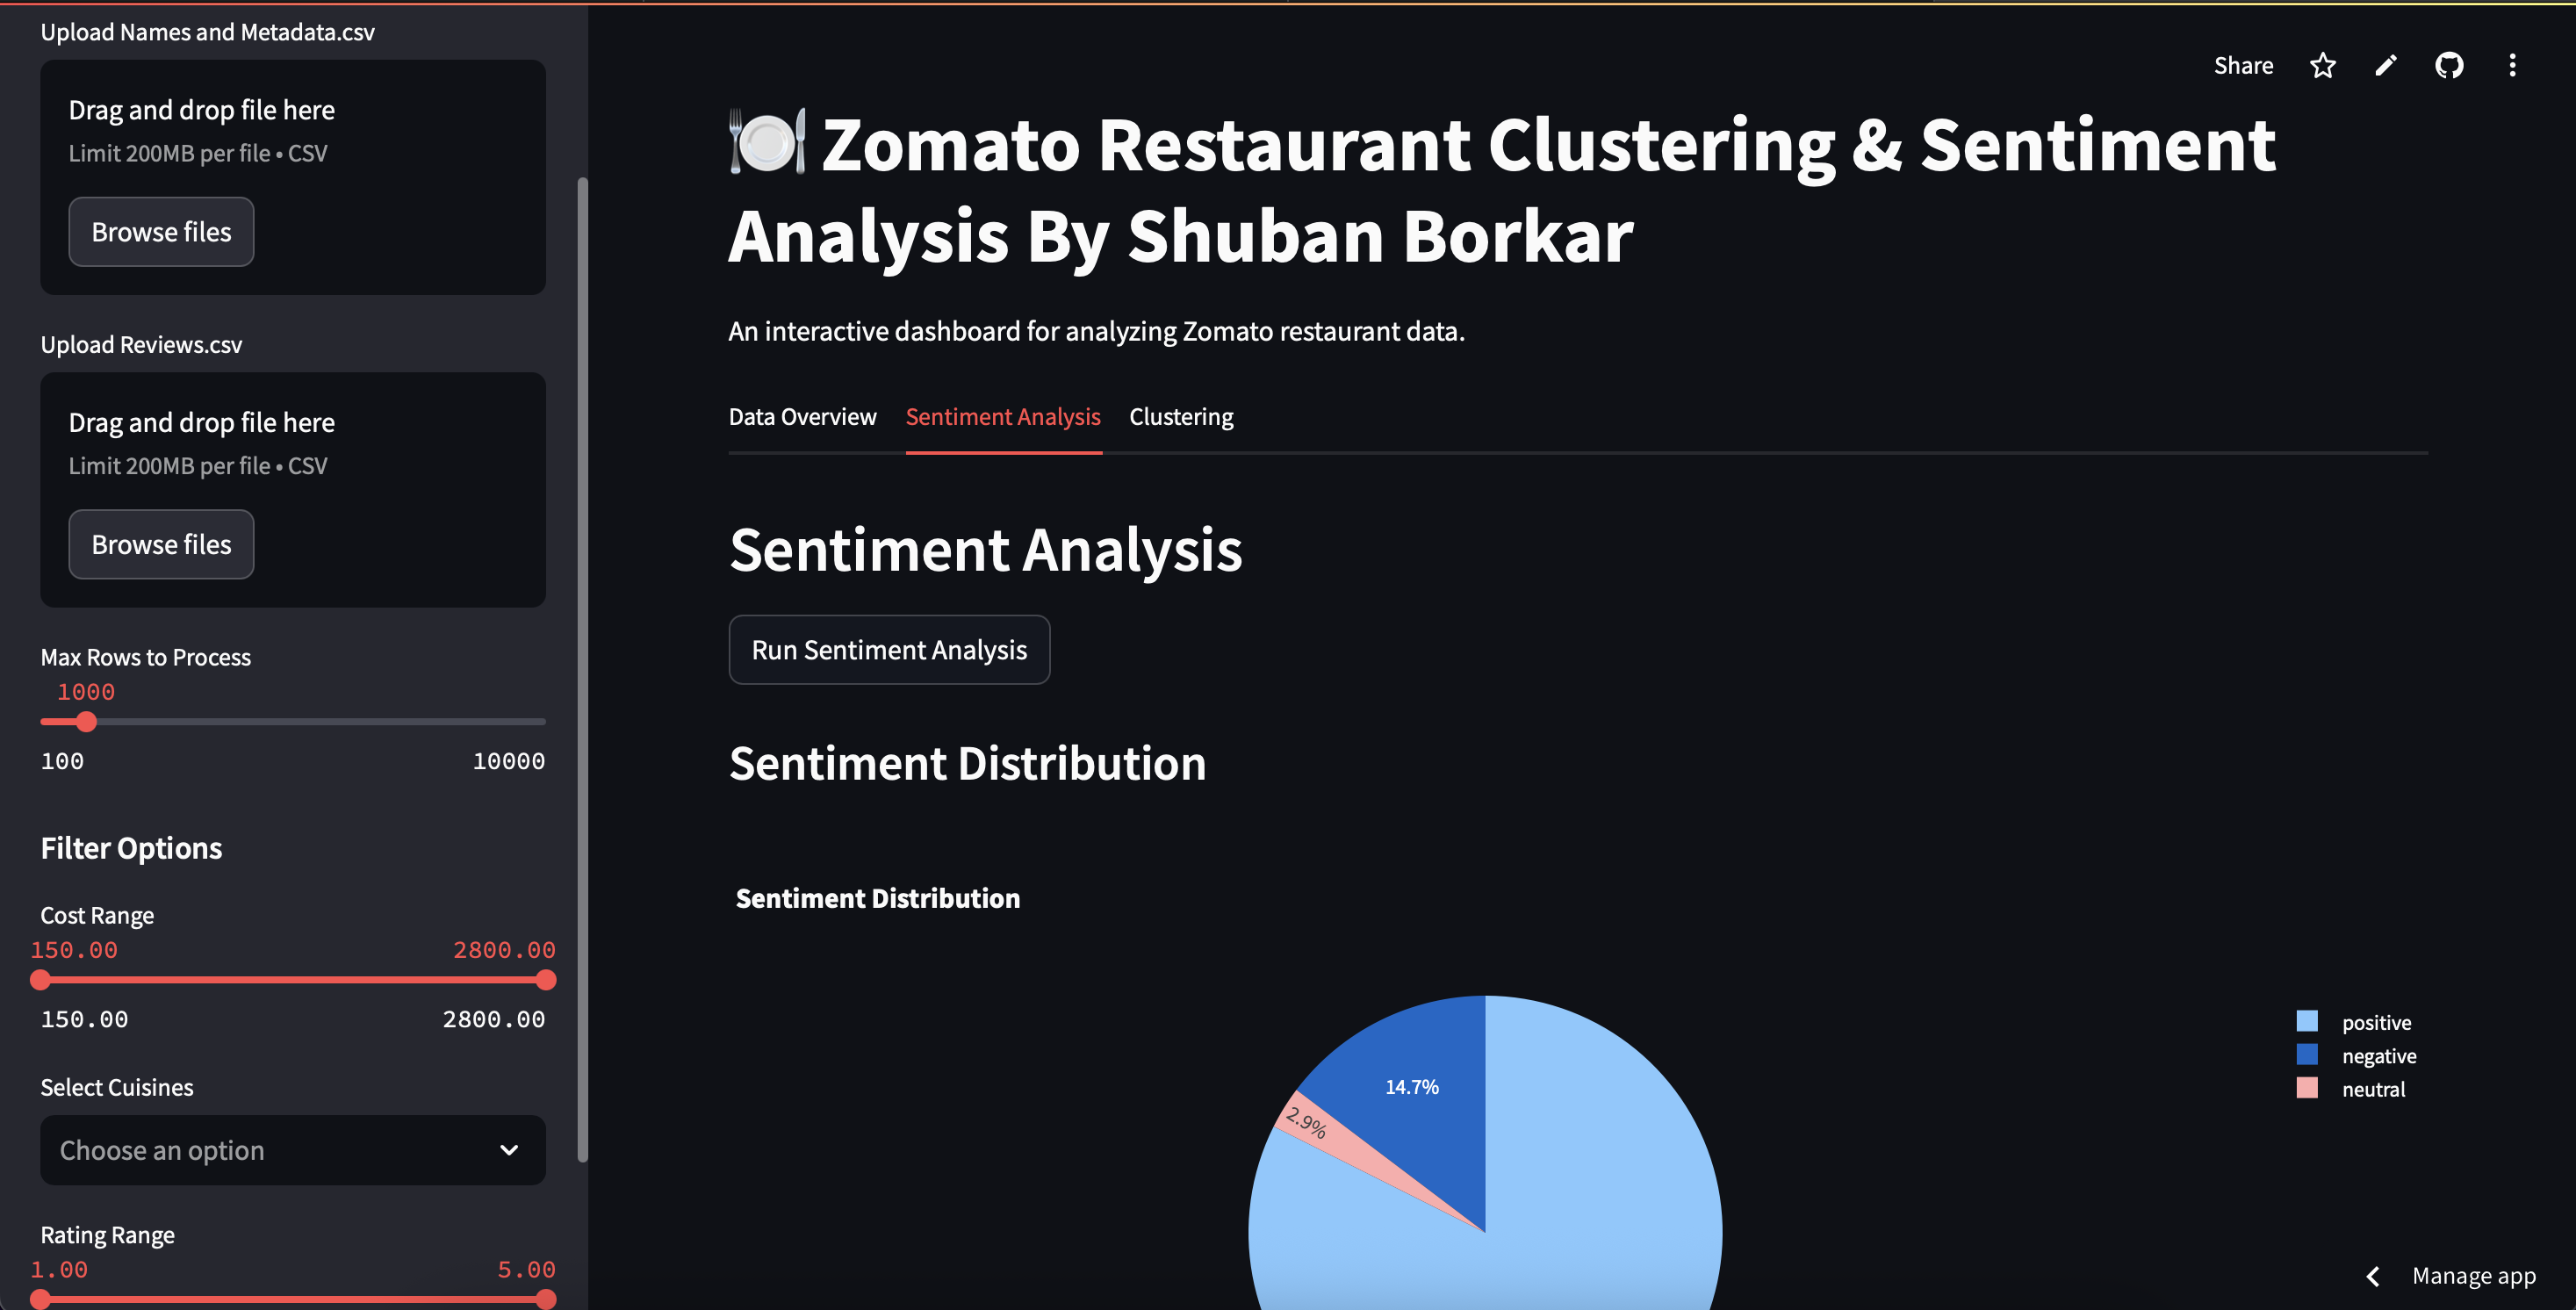 Upload Names and Metadata.csv
Drag and drop file here
Limit 200MB per file • CSV
Browse files
Upload Reviews.csv
Drag and drop file here
Limit 200MB per file • CSV
Browse files
Max Rows to Process
1000
100 10000
Filter Options
Cost Range
150.00 2800.00
150.00 2800.00
Select Cuisines
Choose an option
Rating Range
1.00 5.00
Share
🍽️ Zomato Restaurant Clustering & Sentiment
Analysis By Shuban Borkar
An interactive dashboard for analyzing Zomato restaurant data.
Data Overview Sentiment Analysis Clustering
Sentiment Analysis
Run Sentiment Analysis
Sentiment Distribution
Sentiment Distribution
14.7%
2.9%
positive
negative
neutral
Manage app